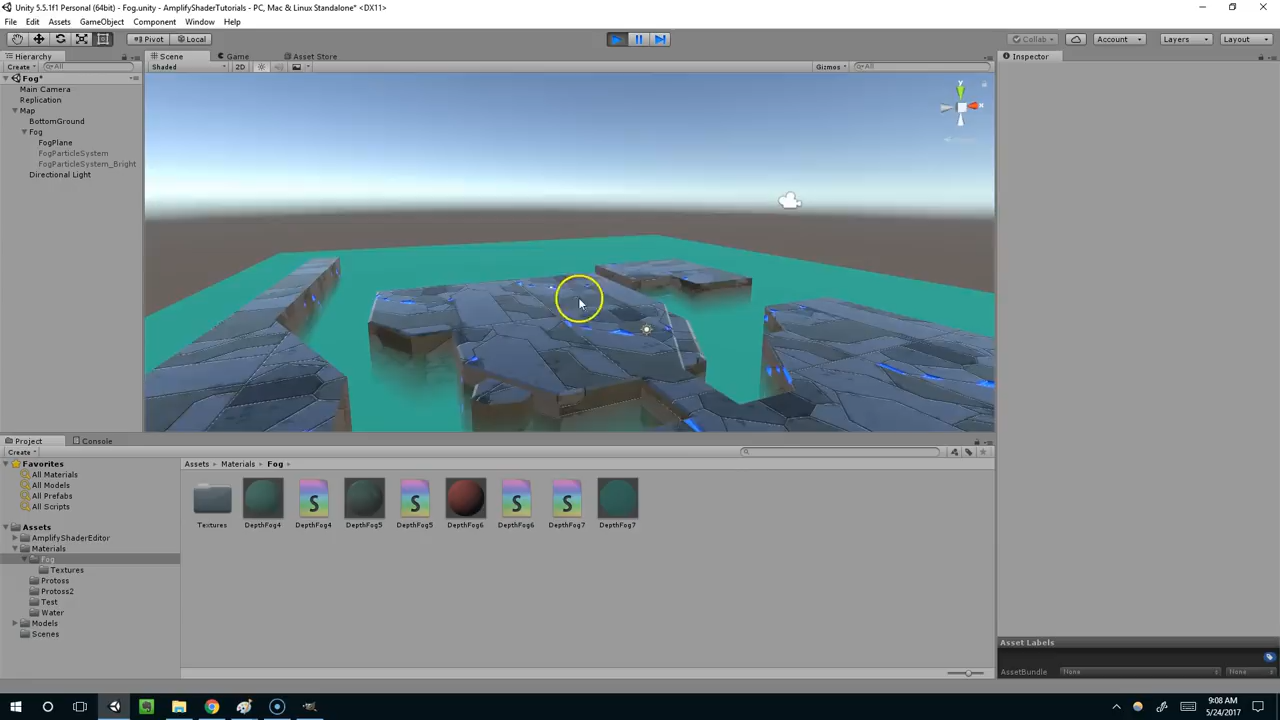 Unity 5.5.1f1 Personal (64bit) - Fog.unity - AmplifyShaderTutorials - PC, Mac & Linux Standalone* <DX11>
File Edit Assets GameObject Component Window Help
Pivot Local Collab Account Layers Layout
Hierarchy Scene Game Asset Store Inspector
Create All Shaded 2D Gizmos All
Fog*
Main Camera
Replication
Map
BottomGround
Fog
FogPlane
FogParticleSystem
FogParticleSystem_Bright
Directional Light
y
x
Project Console
Create
Favorites
All Materials
All Models
All Prefabs
All Scripts
Assets
AmplifyShaderEditor
Materials
Fog
Textures
Protoss
Protoss2
Test
Water
Models
Scenes
Assets Materials Fog
S S S S
Textures DepthFog4 DepthFog4 DepthFog5 DepthFog5 DepthFog6 DepthFog6 DepthFog7 DepthFog7
Asset Labels
AssetBundle None None
9:08 AM
5/24/2017